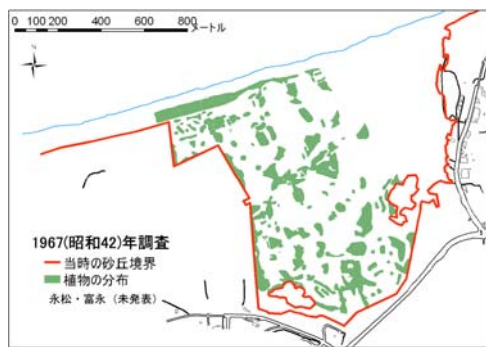 0 100 200 400 600 800
メートル
1967(昭和42)年調査
当時の砂丘境界
植物の分布
永松・富永（未発表）